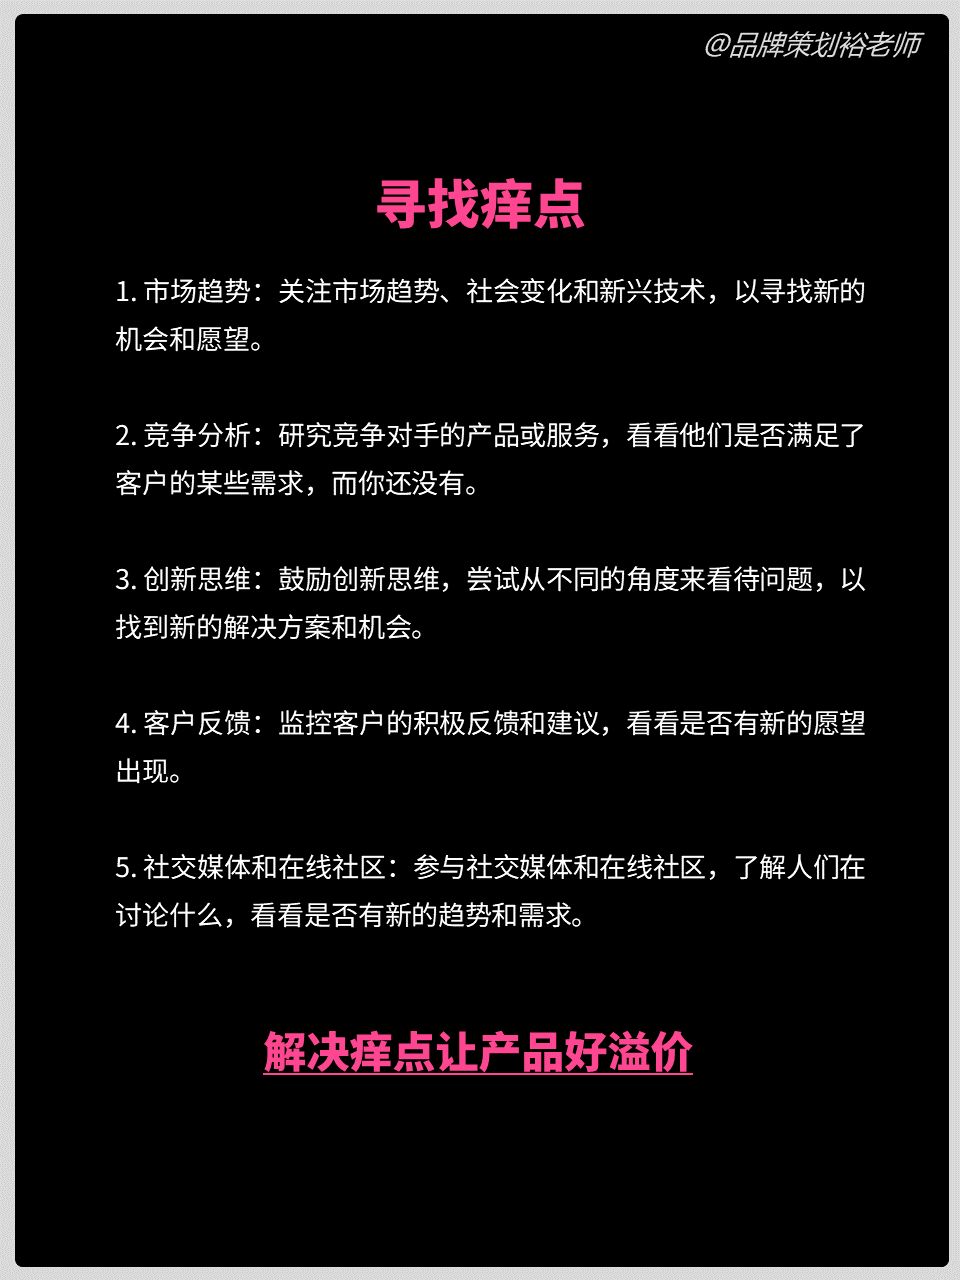 @品牌策划裕老师
寻找痒点
1. 市场趋势：关注市场趋势、社会变化和新兴技术，以寻找新的
机会和愿望。
2. 竞争分析：研究竞争对手的产品或服务，看看他们是否满足了
客户的某些需求，而你还没有。
3. 创新思维：鼓励创新思维，尝试从不同的角度来看待问题，以
找到新的解决方案和机会。
4. 客户反馈：监控客户的积极反馈和建议，看看是否有新的愿望
出现。
5. 社交媒体和在线社区：参与社交媒体和在线社区，了解人们在
讨论什么，看看是否有新的趋势和需求。
解决痒点让产品好溢价